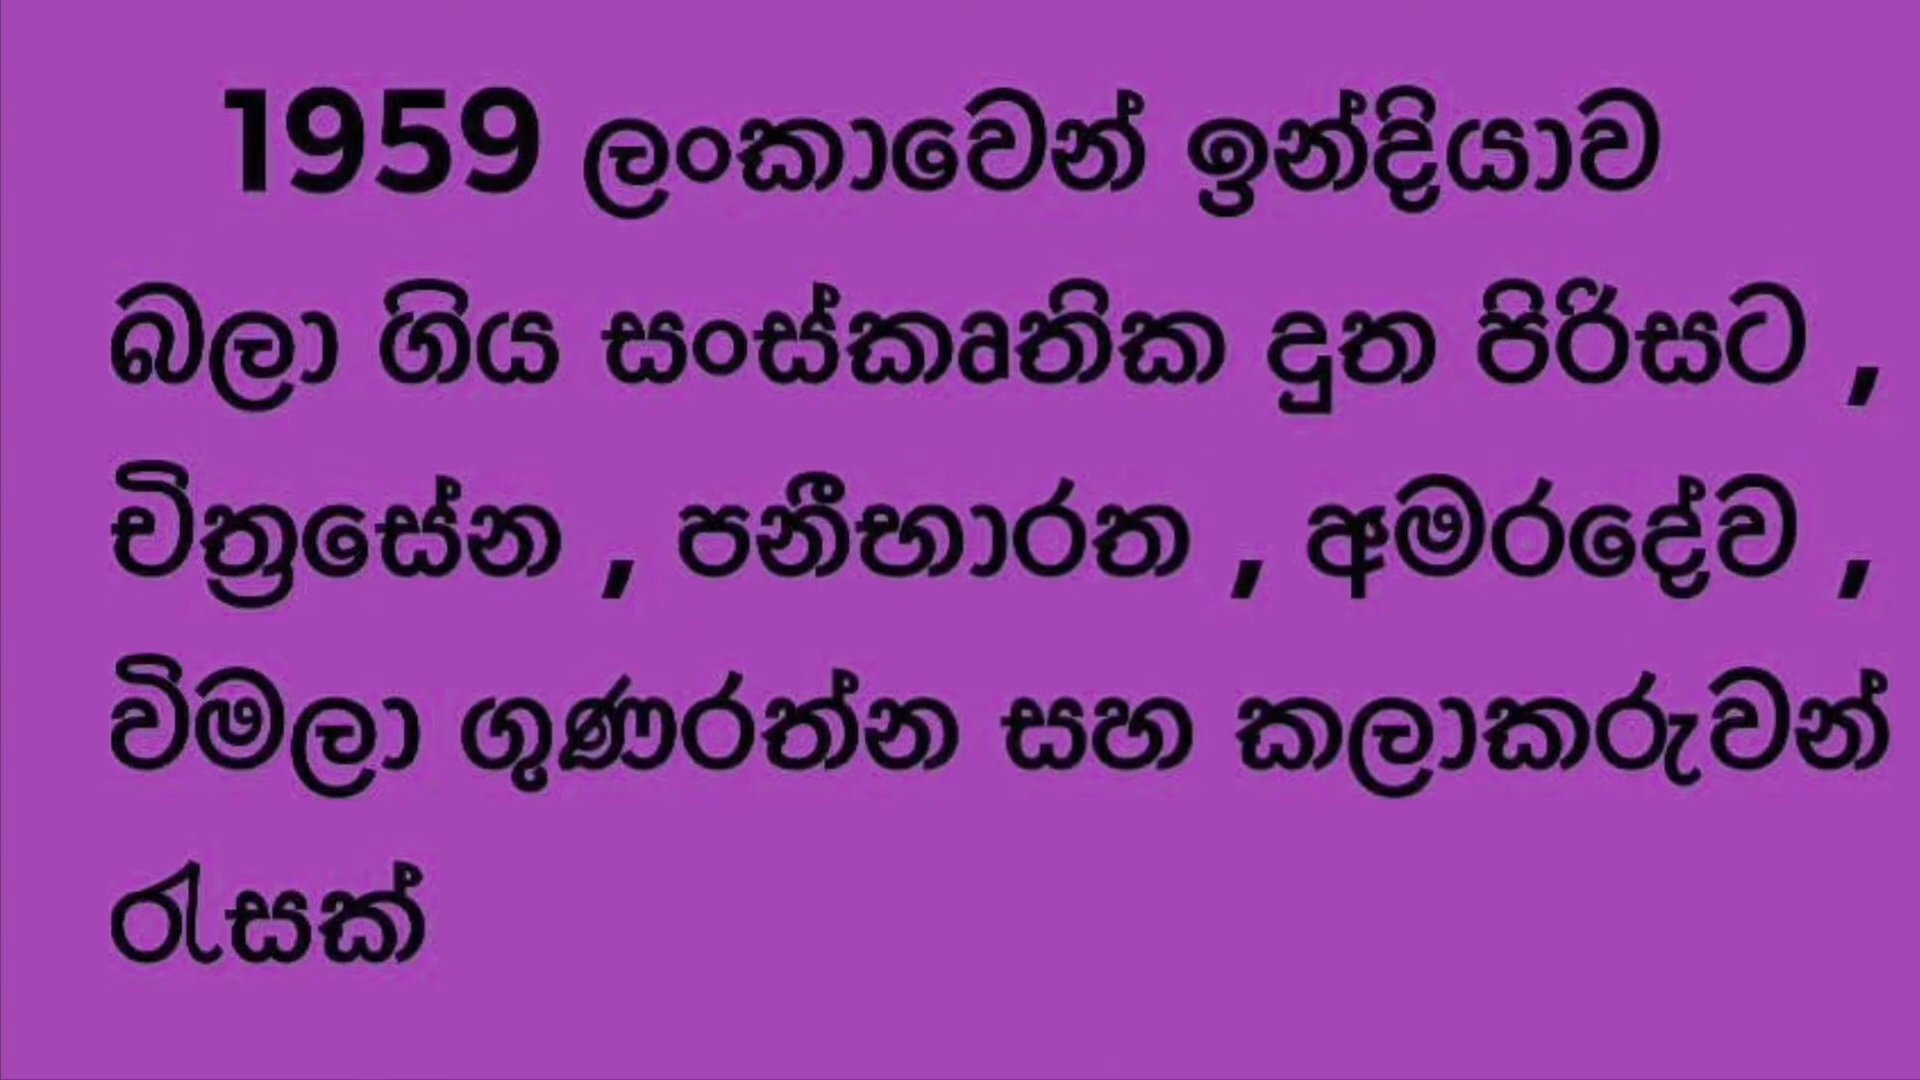 1959 ලංකාවෙන් ඉන්දියාව
බලා ගිය සංස්කෘතික දූත පිරිසට ,
චිත්‍රසේන , පනීභාරත , අමරදේව ,
විමලා ගුණරත්න සහ කලාකරුවන්
රැසක්